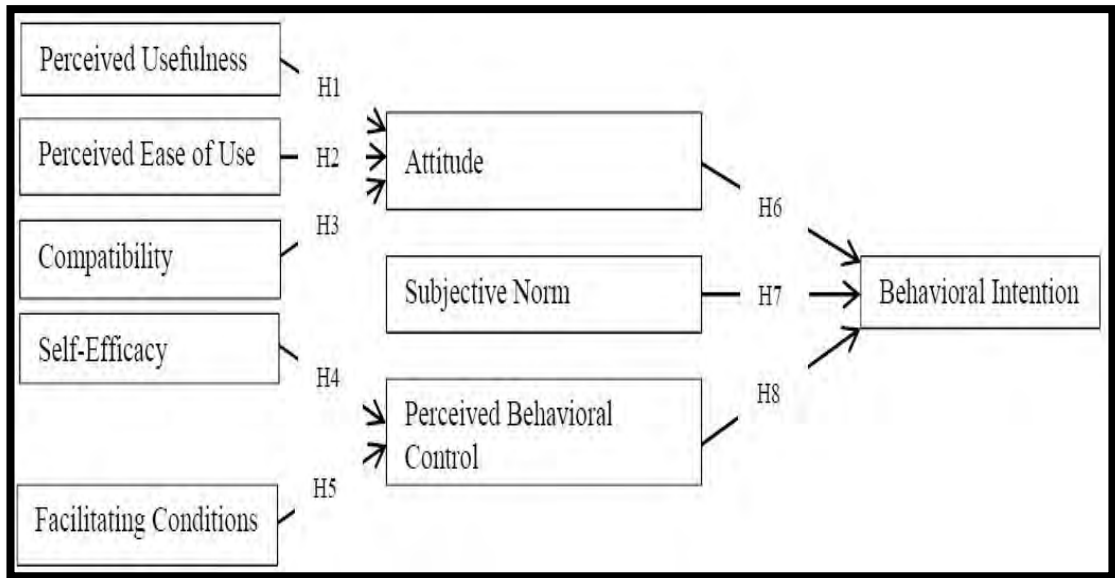 Perceived Usefulness
H1
Perceived Ease of Use
H2
Attitude
H3
Compatibility
H6
Subjective Norm
H7
Behavioral Intention
Self-Efficacy
H4
Perceived Behavioral
Control
H8
H5
Facilitating Conditions